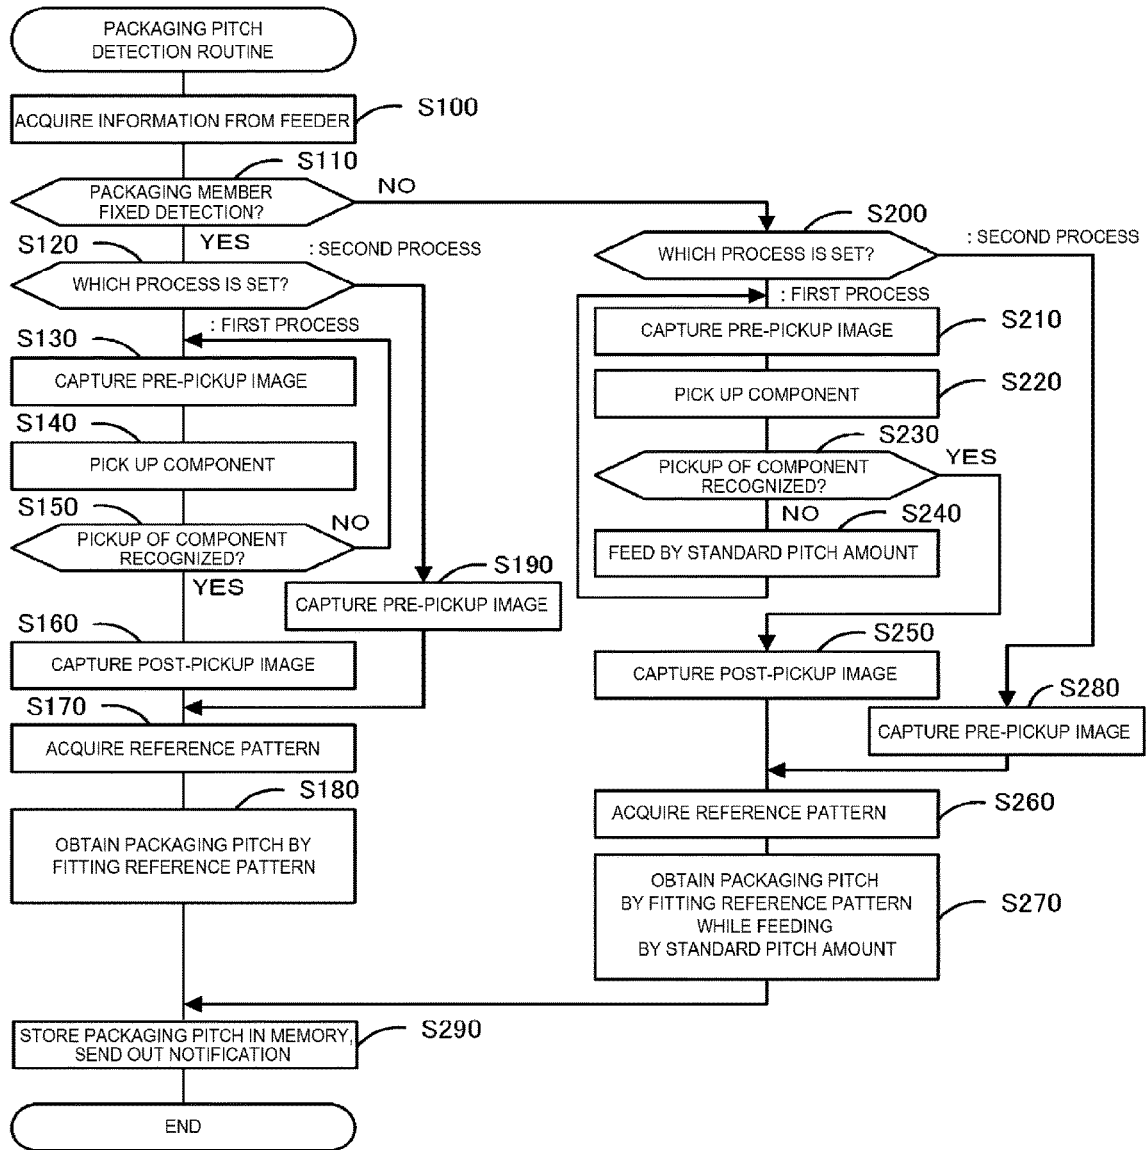 PACKAGING PITCH
DETECTION ROUTINE
ACQUIRE INFORMATION FROM FEEDER
S100
S110
PACKAGING MEMBER
FIXED DETECTION?
NO
YES
S120
: SECOND PROCESS
WHICH PROCESS IS SET?
: FIRST PROCESS
S130
CAPTURE PRE-PICKUP IMAGE
S140
PICK UP COMPONENT
S150
PICKUP OF COMPONENT
RECOGNIZED?
NO
YES
S190
CAPTURE PRE-PICKUP IMAGE
S160
CAPTURE POST-PICKUP IMAGE
S170
ACQUIRE REFERENCE PATTERN
S180
OBTAIN PACKAGING PITCH BY
FITTING REFERENCE PATTERN
S200
: SECOND PROCESS
WHICH PROCESS IS SET?
: FIRST PROCESS
S210
CAPTURE PRE-PICKUP IMAGE
S220
PICK UP COMPONENT
S230
PICKUP OF COMPONENT
RECOGNIZED?
YES
NO
S240
FEED BY STANDARD PITCH AMOUNT
S250
CAPTURE POST-PICKUP IMAGE
S280
CAPTURE PRE-PICKUP IMAGE
S260
ACQUIRE REFERENCE PATTERN
OBTAIN PACKAGING PITCH
BY FITTING REFERENCE PATTERN
WHILE FEEDING
BY STANDARD PITCH AMOUNT
S270
STORE PACKAGING PITCH IN MEMORY,
SEND OUT NOTIFICATION
S290
END